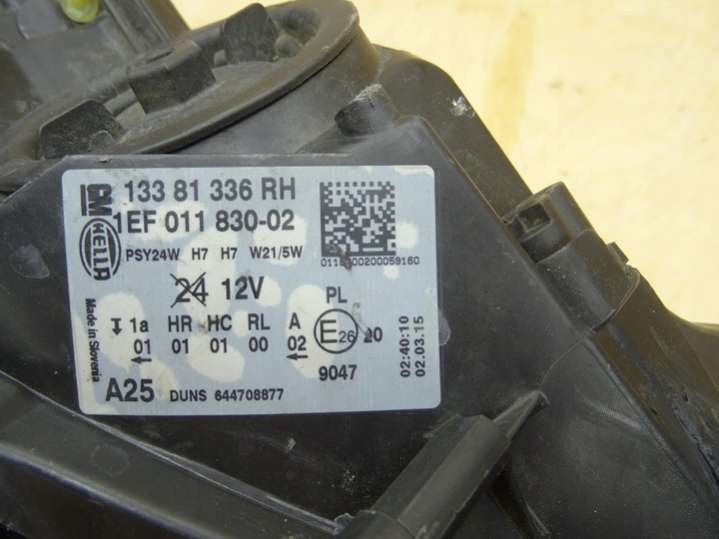 GM 133 81 336 RH
HELLA 1EF 011 830-02
PSY24W H7 H7 W21/5W
24 12V
PL
1a HR HC RL A
01 01 01 00 02
E26 20
9047
A25 DUNS 644708877
Made in Slovenia
02:40:10
02.03.15